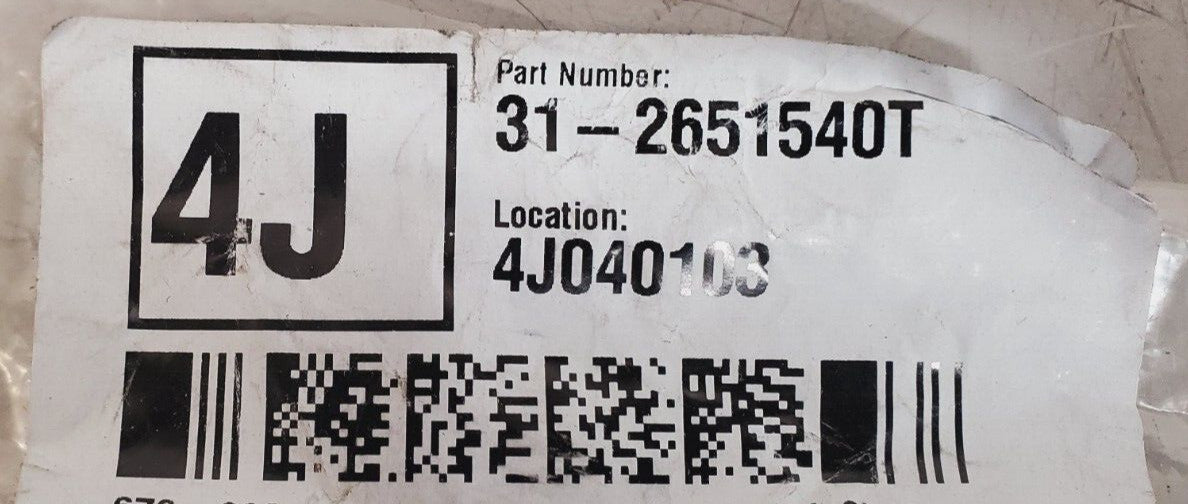 4J
Part Number:
31-2651540T
Location:
4J040103